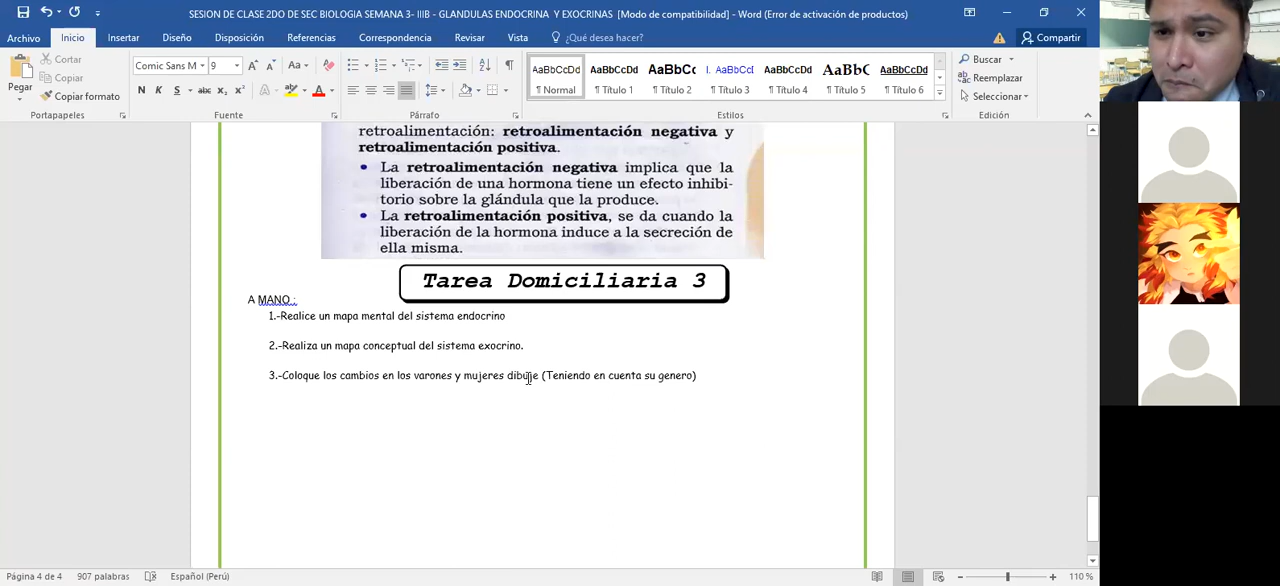 SESION DE CLASE 2DO DE SEC BIOLOGIA SEMANA 3- IIIB - GLANDULAS ENDOCRINA Y EXOCRINAS [Modo de compatibilidad] - Word (Error de activación de productos)
Archivo Inicio Insertar Diseño Disposición Referencias Correspondencia Revisar Vista ¿Qué desea hacer? Compartir
Pegar
Cortar
Copiar
Copiar formato
Portapapeles
Comic Sans M 9
Aa
N K S abc x₂ x² A A
Fuente
Párrafo
AaBbCcDd AaBbCcDd AaBbCc I. AaBbCcI AaBbCcDd AaBbC AaBbCcDd
¶ Normal ¶ Título 1 ¶ Título 2 ¶ Título 3 ¶ Título 4 ¶ Título 5 ¶ Título 6
Estilos
Buscar
Reemplazar
Seleccionar
Edición
retroalimentación: retroalimentación negativa y
retroalimentación positiva.
• La retroalimentación negativa implica que la
liberación de una hormona tiene un efecto inhibi-
torio sobre la glándula que la produce.
• La retroalimentación positiva, se da cuando la
liberación de la hormona induce a la secreción de
ella misma.
Tarea Domiciliaria 3
A MANO :
1.-Realice un mapa mental del sistema endocrino
2.-Realiza un mapa conceptual del sistema exocrino.
3.-Coloque los cambios en los varones y mujeres dibuje (Teniendo en cuenta su genero)
Página 4 de 4 907 palabras Español (Perú) 110 %